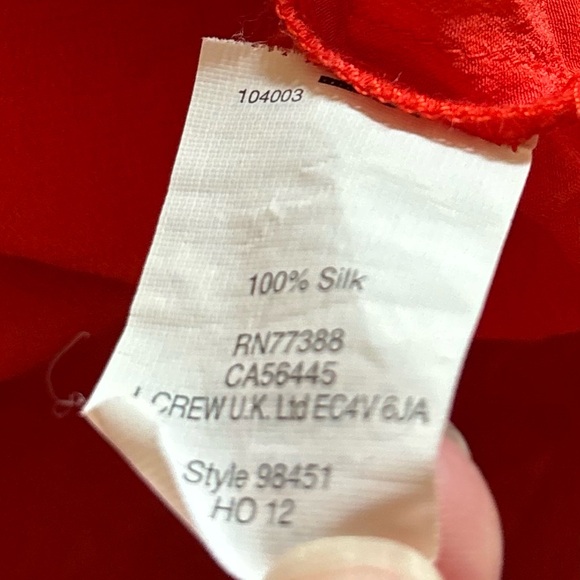 104003
100% Silk
RN77388
CA56445
CREW U.K. Ltd EC4V 6JA
Style 98451
HO 12